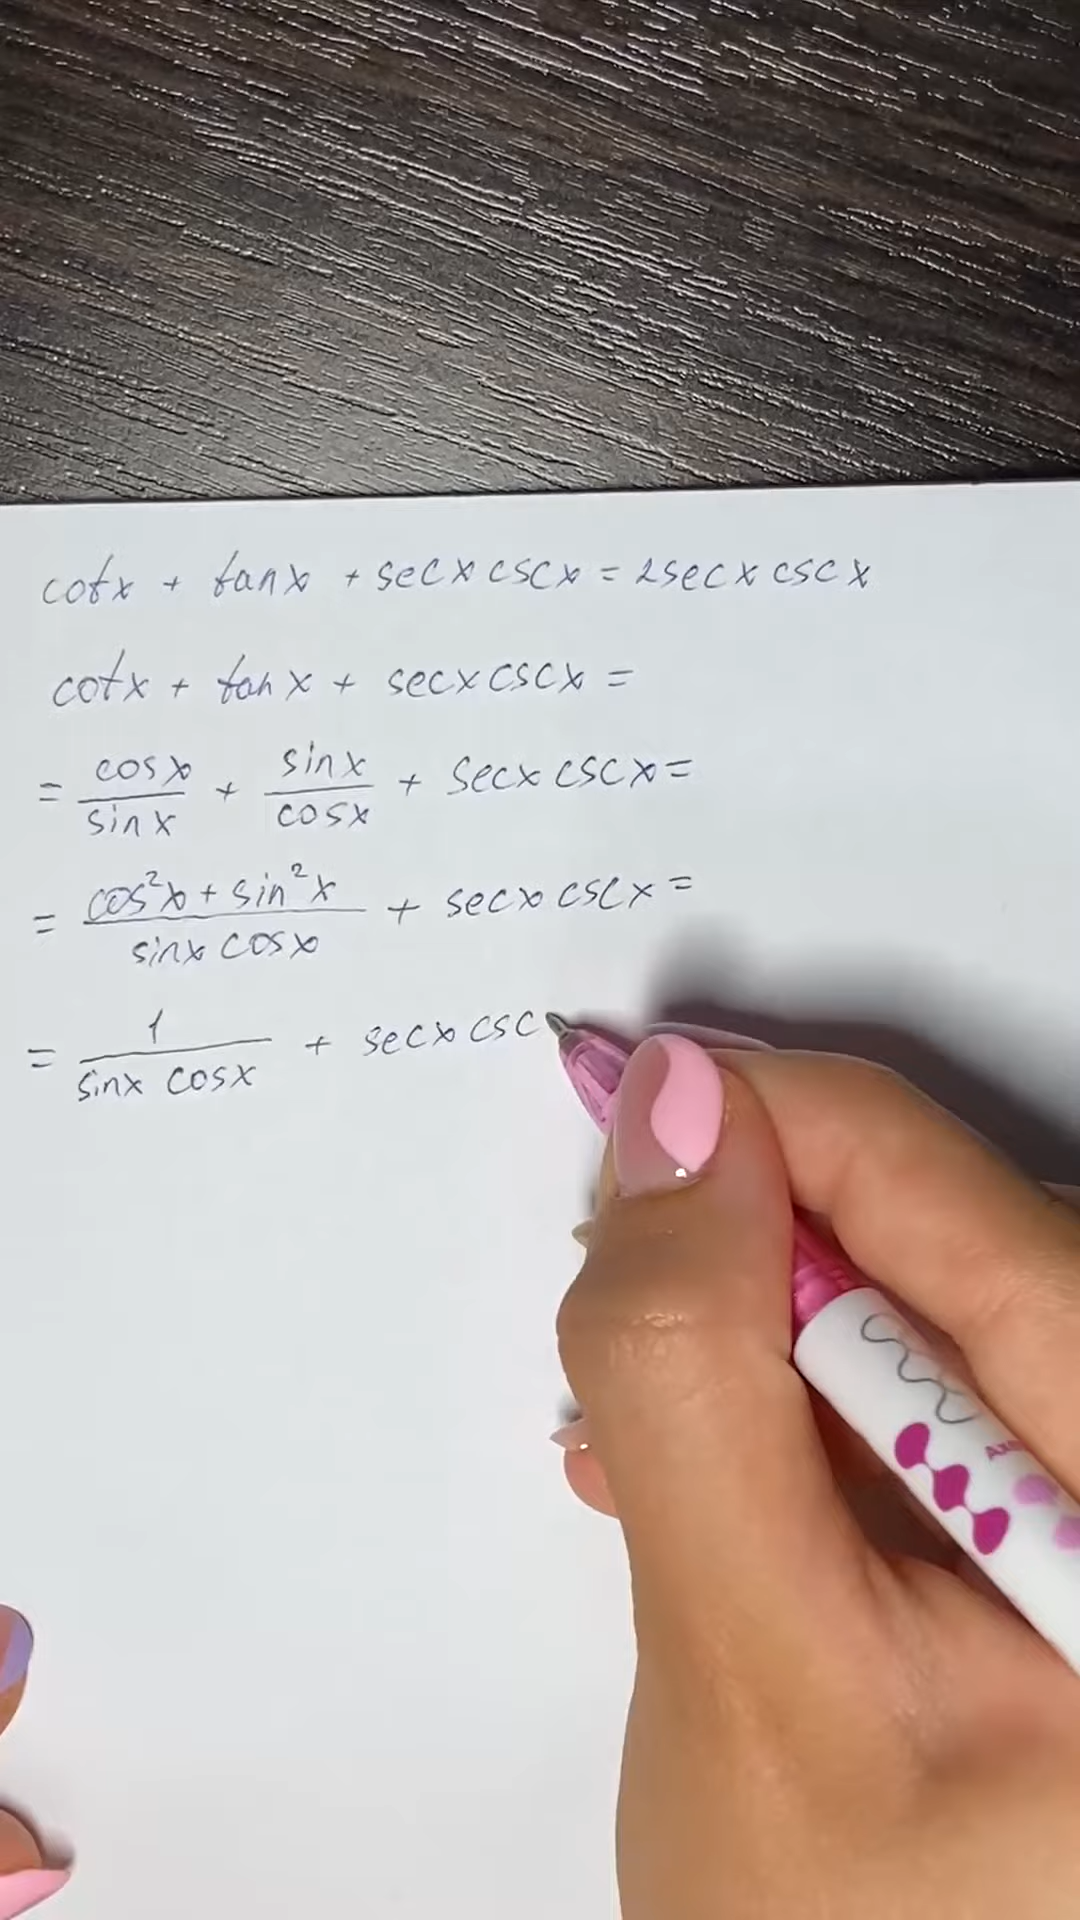 cotx + tanx + secx cscx = 2secx cscx
cotx + tanx + secx cscx =
= cosx/sinx + sinx/cosx + secx cscx =
= cos²x + sin²x/sinx cosx + secx cscx =
= 1/sinx cosx + secx csc